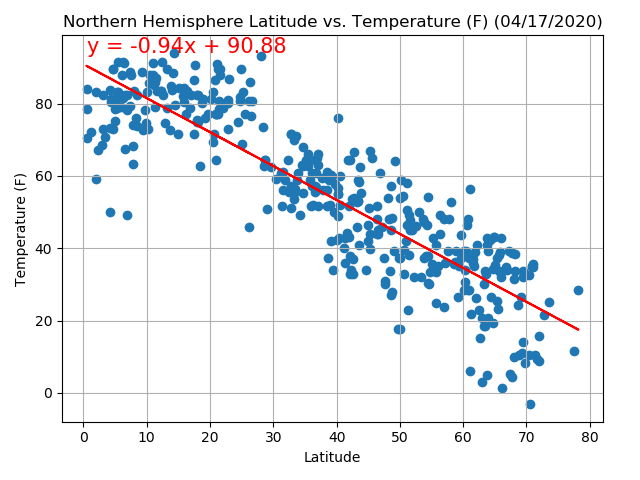 Northern Hemisphere Latitude vs. Temperature (F) (04/17/2020)
y = -0.94x + 90.88
80
60
40
20
0
Temperature (F)
0 10 20 30 40 50 60 70 80
Latitude